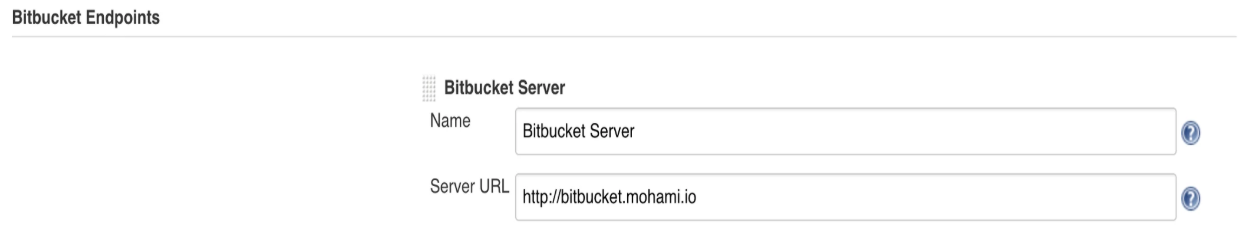 Bitbucket Endpoints
Bitbucket Server
Name
Bitbucket Server
Server URL
http://bitbucket.mohami.io